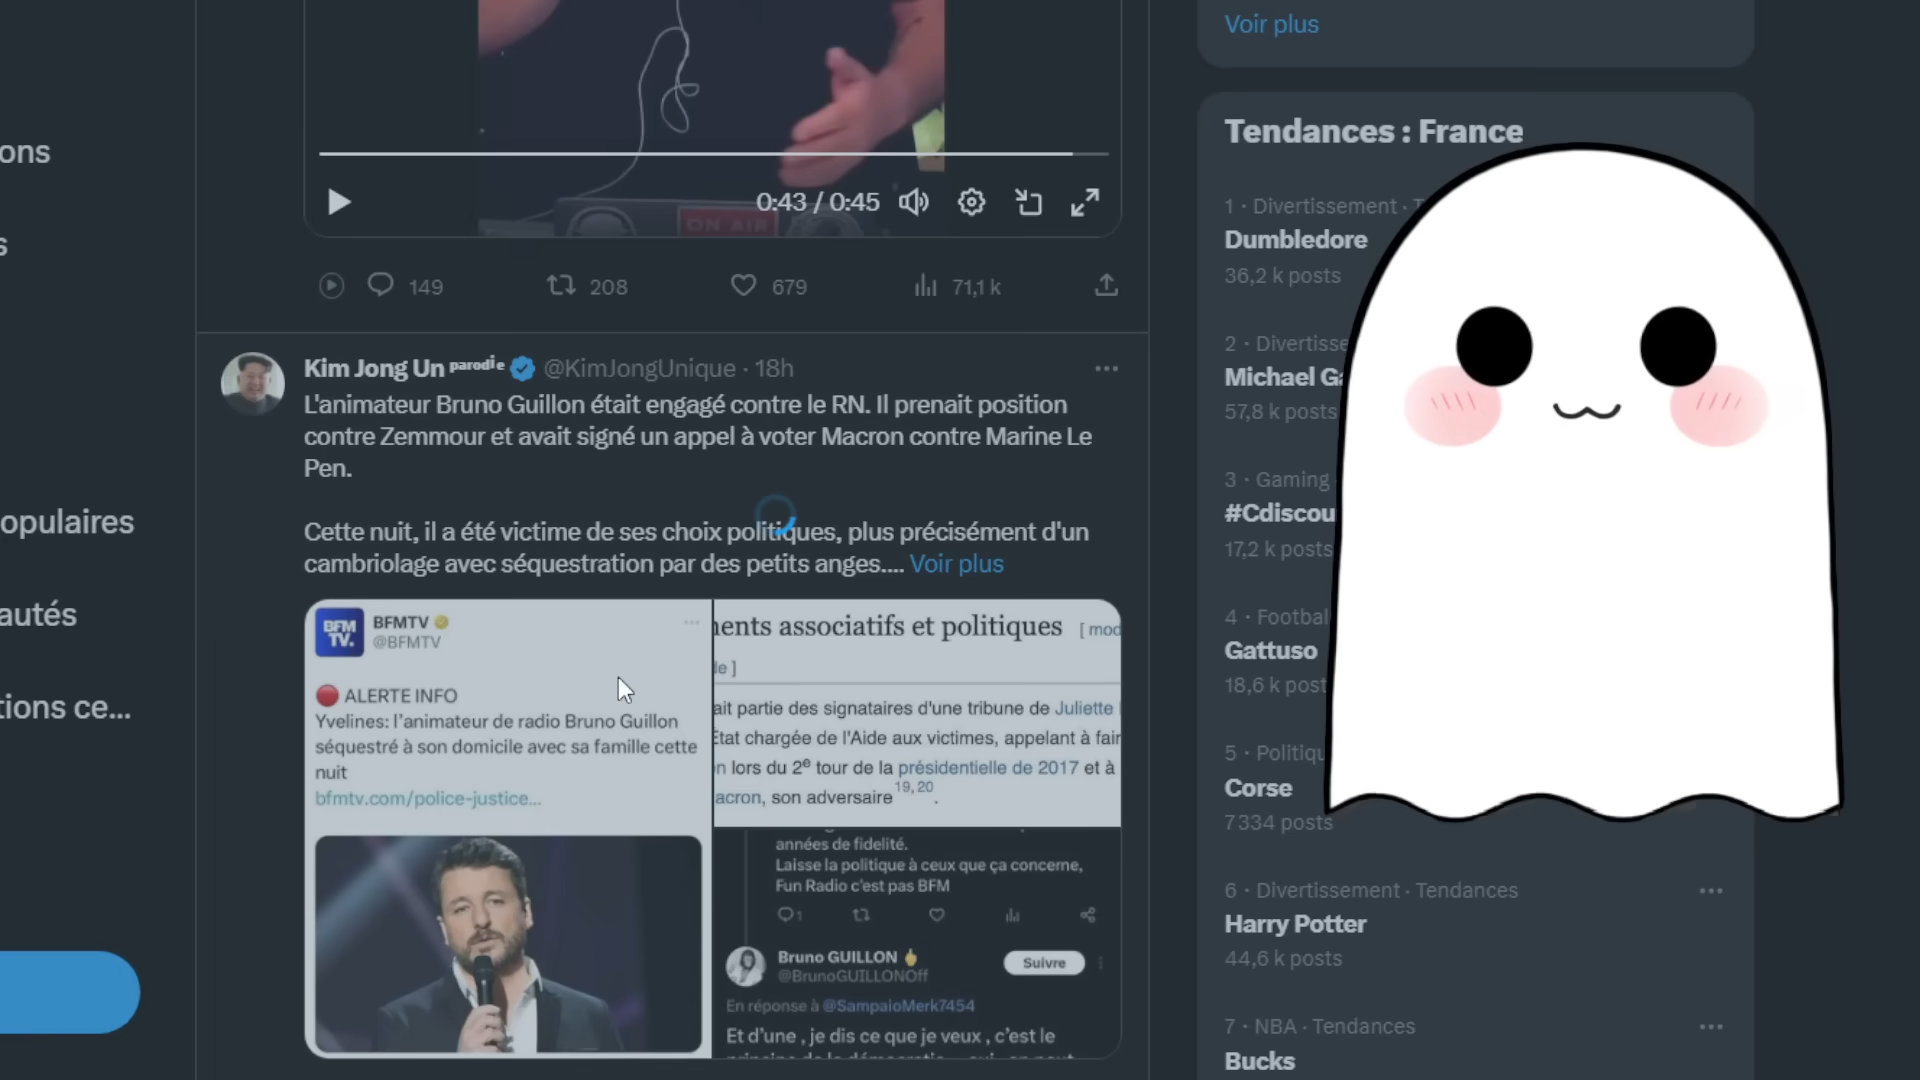 ons
s
opulaires
autés
tions ce...
0:43 / 0:45
ON AIR
149
208
679
71,1 k
Kim Jong Un parodie @KimJongUnique · 18h
L'animateur Bruno Guillon était engagé contre le RN. Il prenait position
contre Zemmour et avait signé un appel à voter Macron contre Marine Le
Pen.
Cette nuit, il a été victime de ses choix politiques, plus précisément d'un
cambriolage avec séquestration par des petits anges.... Voir plus
BFM
TV.
BFMTV
@BFMTV
ALERTE INFO
Yvelines: l'animateur de radio Bruno Guillon
séquestré à son domicile avec sa famille cette
nuit
bfmtv.com/police-justice...
ents associatifs et politiques [ mod
de ]
ait partie des signataires d'une tribune de Juliette
État chargée de l'Aide aux victimes, appelant à fair
n lors du 2e tour de la présidentielle de 2017 et à
acron, son adversaire 19, 20 .
années de fidelité.
Laisse la politique à ceux que ça concerne,
Fun Radio c'est pas BFM
1
Bruno GUILLON
@BrunoGUILLONOff
Suivre
En réponse à @SampaioMerk7454
Et d'une , je dis ce que je veux , c'est le
Voir plus
Tendances : France
1 · Divertissement · T
Dumbledore
36,2 k posts
2 · Divertisse
Michael Ga
57,8 k posts
3 · Gaming
#Cdiscou
17,2 k posts
4 · Footbal
Gattuso
18,6 k post
5 · Politiqu
Corse
7 334 posts
6 · Divertissement · Tendances
Harry Potter
44,6 k posts
7 · NBA · Tendances
Bucks